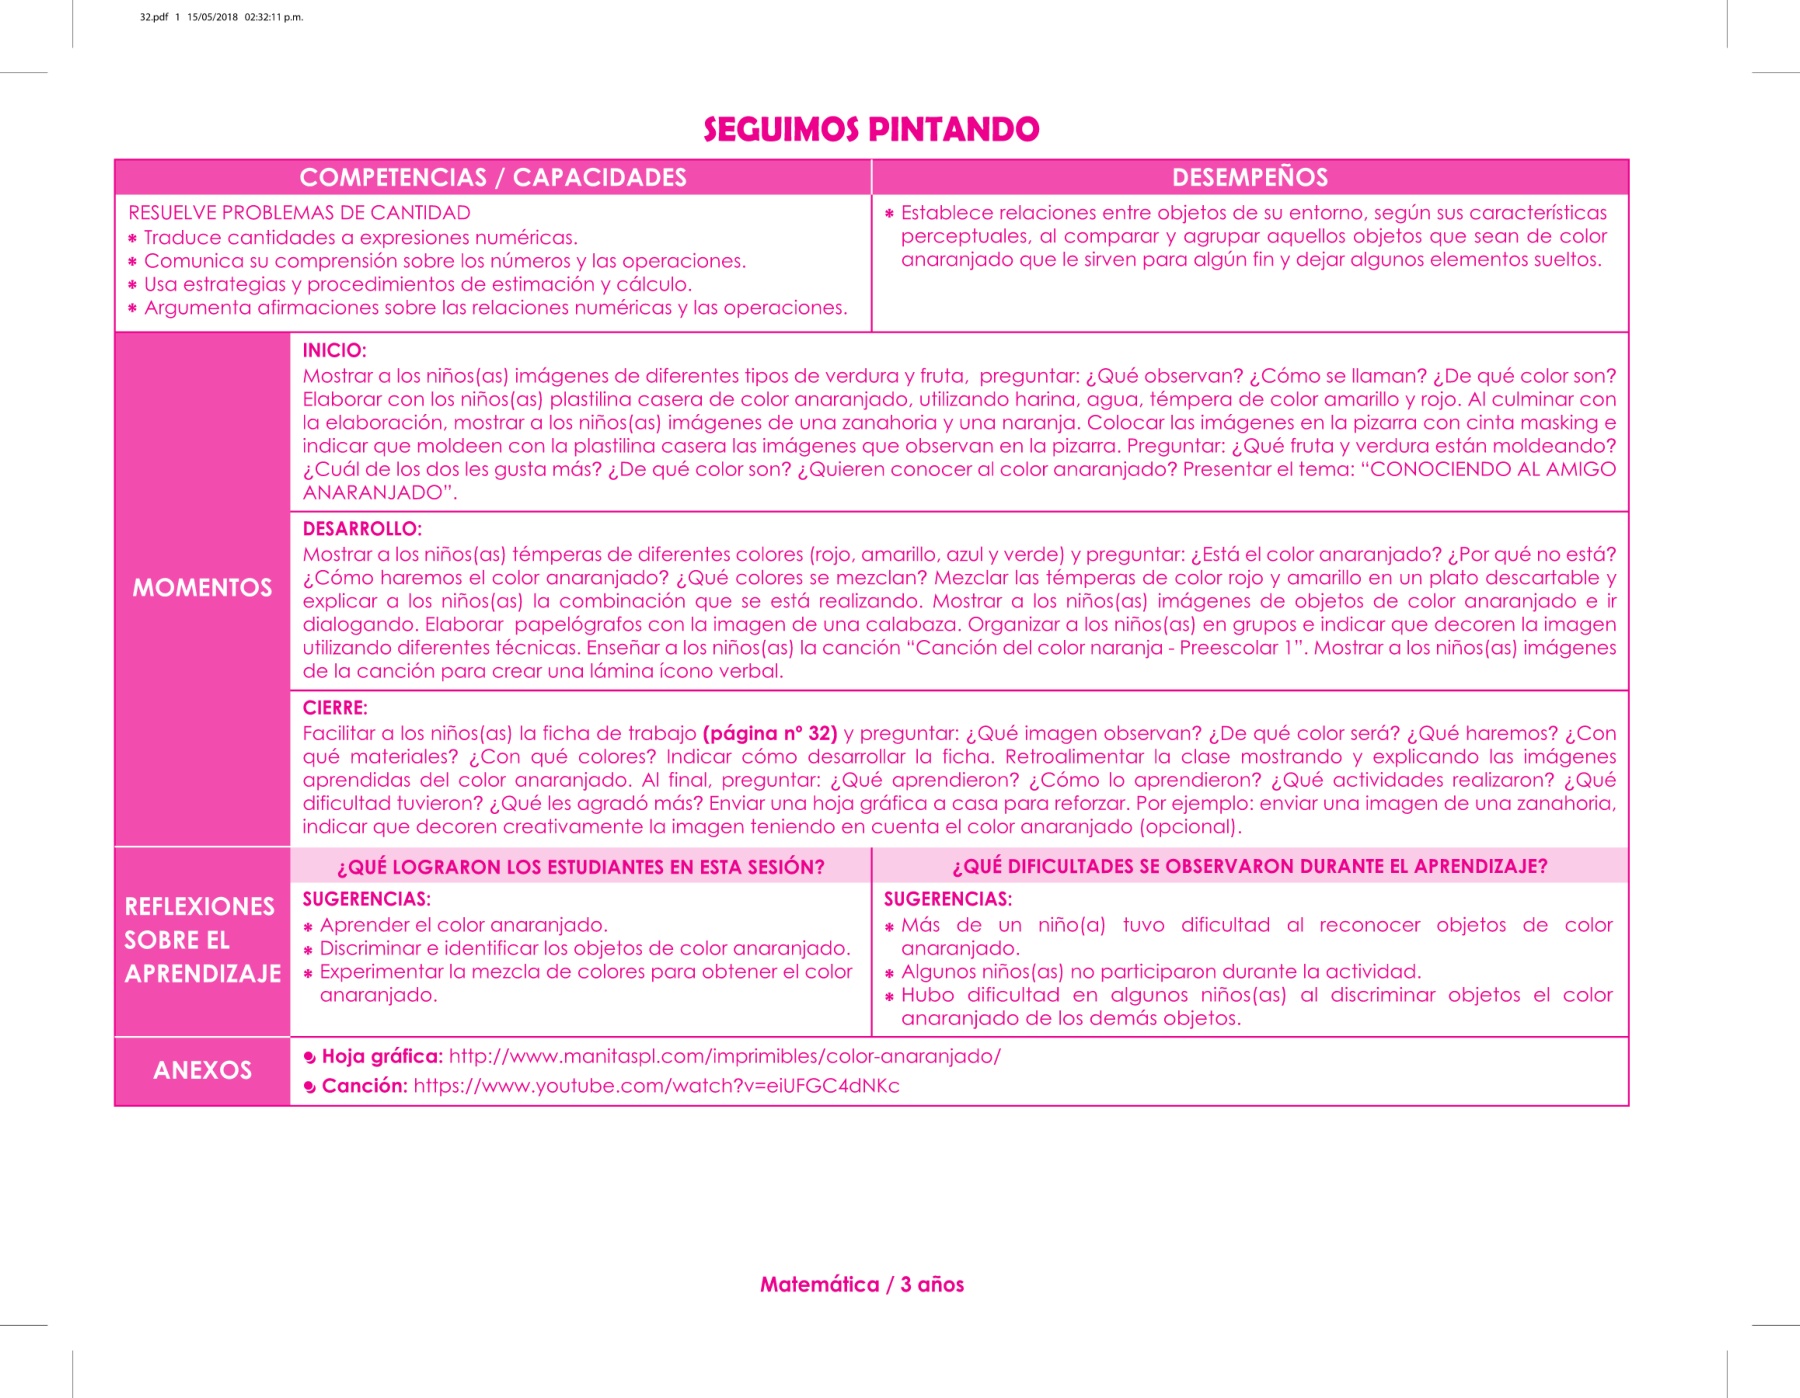 32.pdf 1 15/05/2018 02:32:11 p.m.
SEGUIMOS PINTANDO
COMPETENCIAS / CAPACIDADES
RESUELVE PROBLEMAS DE CANTIDAD
* Traduce cantidades a expresiones numéricas.
* Comunica su comprensión sobre los números y las operaciones.
* Usa estrategias y procedimientos de estimación y cálculo.
* Argumenta afirmaciones sobre las relaciones numéricas y las operaciones.
DESEMPEÑOS
* Establece relaciones entre objetos de su entorno, según sus características
perceptuales, al comparar y agrupar aquellos objetos que sean de color
anaranjado que le sirven para algún fin y dejar algunos elementos sueltos.
MOMENTOS
INICIO:
Mostrar a los niños(as) imágenes de diferentes tipos de verdura y fruta, preguntar: ¿Qué observan? ¿Cómo se llaman? ¿De qué color son?
Elaborar con los niños(as) plastilina casera de color anaranjado, utilizando harina, agua, témpera de color amarillo y rojo. Al culminar con
la elaboración, mostrar a los niños(as) imágenes de una zanahoria y una naranja. Colocar las imágenes en la pizarra con cinta masking e
indicar que moldeen con la plastilina casera las imágenes que observan en la pizarra. Preguntar: ¿Qué fruta y verdura están moldeando?
¿Cuál de los dos les gusta más? ¿De qué color son? ¿Quieren conocer al color anaranjado? Presentar el tema: “CONOCIENDO AL AMIGO
ANARANJADO”.
DESARROLLO:
Mostrar a los niños(as) témperas de diferentes colores (rojo, amarillo, azul y verde) y preguntar: ¿Está el color anaranjado? ¿Por qué no está?
¿Cómo haremos el color anaranjado? ¿Qué colores se mezclan? Mezclar las témperas de color rojo y amarillo en un plato descartable y
explicar a los niños(as) la combinación que se está realizando. Mostrar a los niños(as) imágenes de objetos de color anaranjado e ir
dialogando. Elaborar papelógrafos con la imagen de una calabaza. Organizar a los niños(as) en grupos e indicar que decoren la imagen
utilizando diferentes técnicas. Enseñar a los niños(as) la canción “Canción del color naranja - Preescolar 1”. Mostrar a los niños(as) imágenes
de la canción para crear una lámina ícono verbal.
CIERRE:
Facilitar a los niños(as) la ficha de trabajo (página nº 32) y preguntar: ¿Qué imagen observan? ¿De qué color será? ¿Qué haremos? ¿Con
qué materiales? ¿Con qué colores? Indicar cómo desarrollar la ficha. Retroalimentar la clase mostrando y explicando las imágenes
aprendidas del color anaranjado. Al final, preguntar: ¿Qué aprendieron? ¿Cómo lo aprendieron? ¿Qué actividades realizaron? ¿Qué
dificultad tuvieron? ¿Qué les agradó más? Enviar una hoja gráfica a casa para reforzar. Por ejemplo: enviar una imagen de una zanahoria,
indicar que decoren creativamente la imagen teniendo en cuenta el color anaranjado (opcional).
REFLEXIONES
SOBRE EL
APRENDIZAJE
¿QUÉ LOGRARON LOS ESTUDIANTES EN ESTA SESIÓN?
SUGERENCIAS:
* Aprender el color anaranjado.
* Discriminar e identificar los objetos de color anaranjado.
* Experimentar la mezcla de colores para obtener el color
anaranjado.
¿QUÉ DIFICULTADES SE OBSERVARON DURANTE EL APRENDIZAJE?
SUGERENCIAS:
* Más de un niño(a) tuvo dificultad al reconocer objetos de color
anaranjado.
* Algunos niños(as) no participaron durante la actividad.
* Hubo dificultad en algunos niños(as) al discriminar objetos el color
anaranjado de los demás objetos.
ANEXOS
Hoja gráfica: http://www.manitaspl.com/imprimibles/color-anaranjado/
Canción: https://www.youtube.com/watch?v=eiUFGC4dNKc
Matemática / 3 años